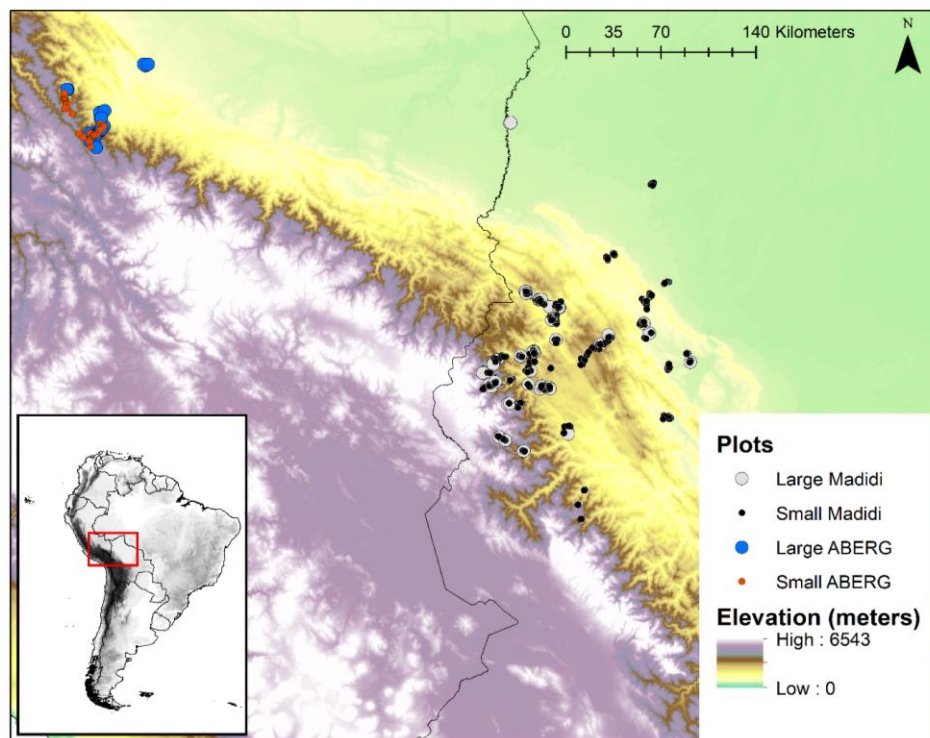 N
0 35 70 140 Kilometers
Plots
Large Madidi
Small Madidi
Large ABERG
Small ABERG
Elevation (meters)
High : 6543
Low : 0